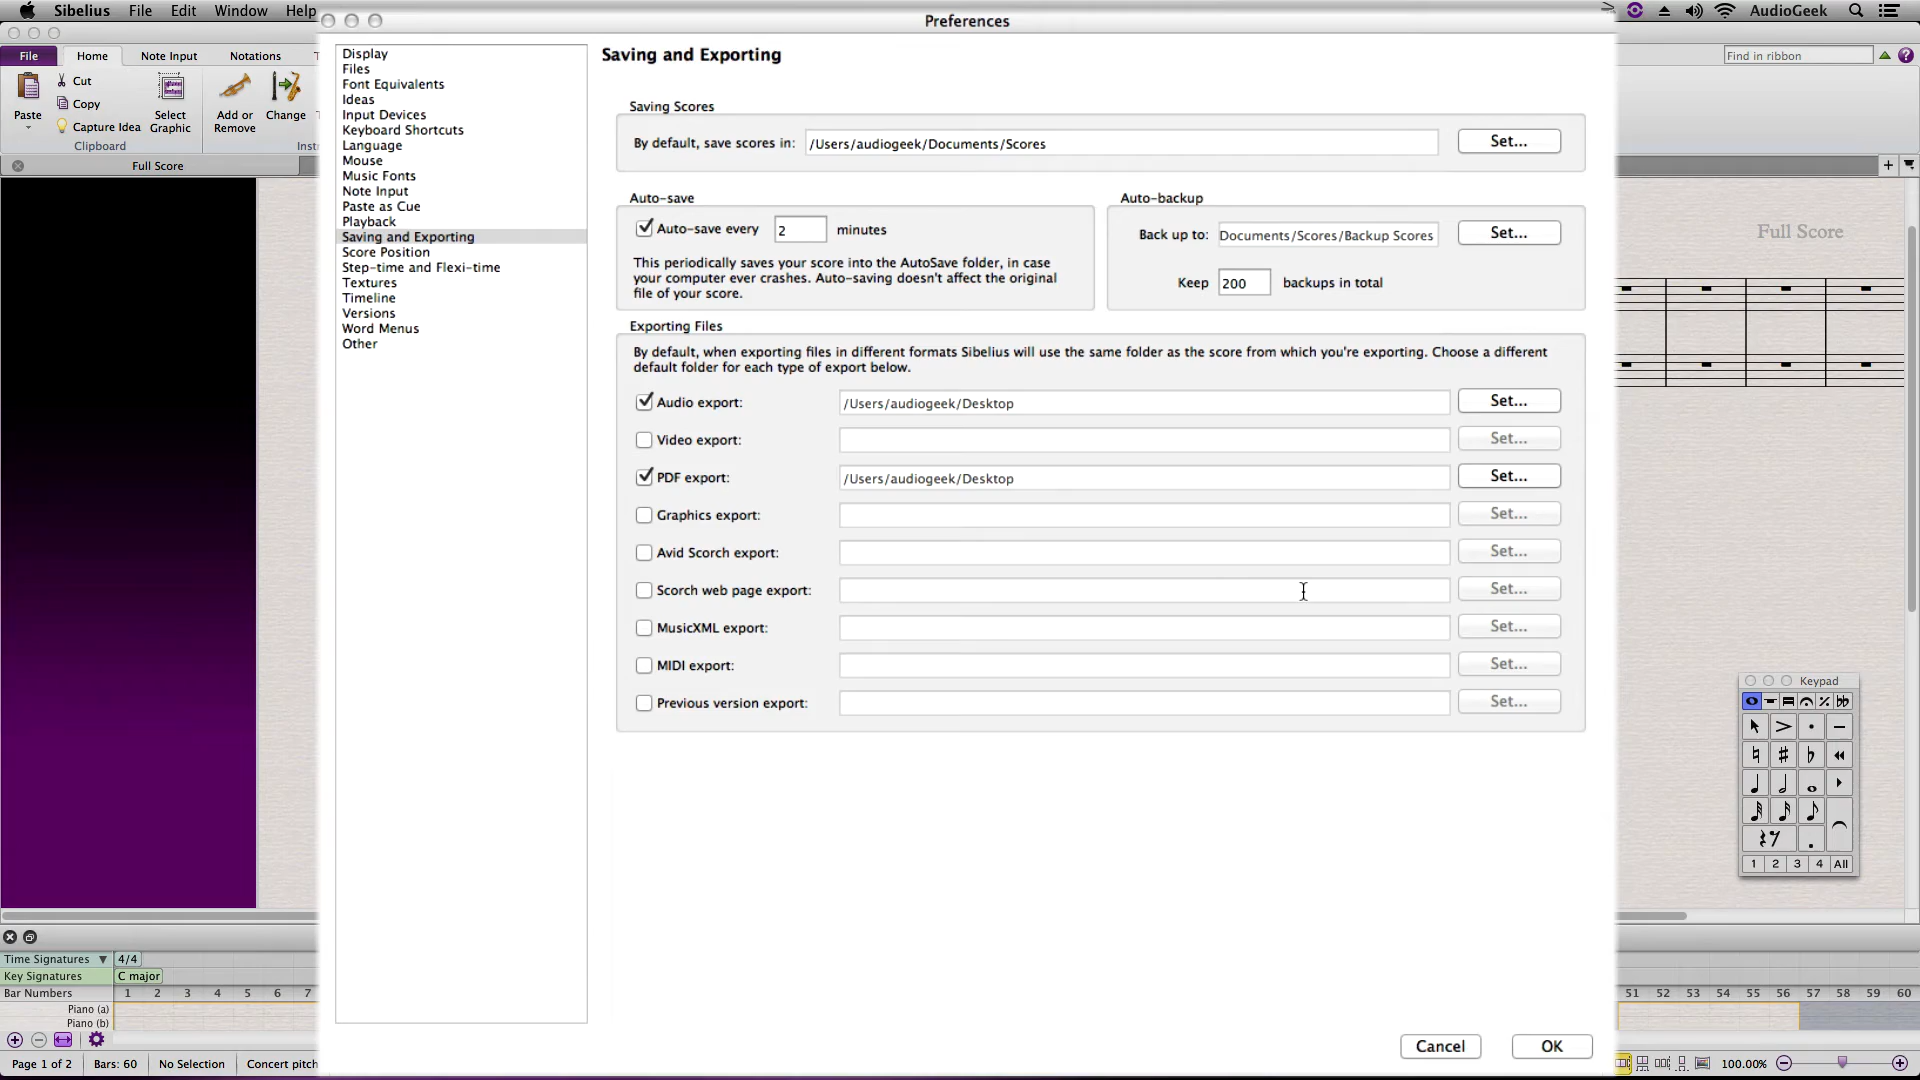 Sibelius File Edit Window Help
AudioGeek
Preferences
File Home Note Input Notations
Find in ribbon
Cut
Copy
Capture Idea
Paste
Select Graphic
Add or Remove
Change
Clipboard
Full Score
Display
Files
Font Equivalents
Ideas
Input Devices
Keyboard Shortcuts
Language
Mouse
Music Fonts
Note Input
Paste as Cue
Playback
Saving and Exporting
Score Position
Step-time and Flexi-time
Textures
Timeline
Versions
Word Menus
Other
Saving and Exporting
Saving Scores
By default, save scores in: /Users/audiogeek/Documents/Scores Set...
Auto-save
Auto-save every 2 minutes
This periodically saves your score into the AutoSave folder, in case
your computer ever crashes. Auto-saving doesn't affect the original
file of your score.
Auto-backup
Back up to: Documents/Scores/Backup Scores Set...
Keep 200 backups in total
Exporting Files
By default, when exporting files in different formats Sibelius will use the same folder as the score from which you're exporting. Choose a different
default folder for each type of export below.
Audio export: /Users/audiogeek/Desktop Set...
Video export: Set...
PDF export: /Users/audiogeek/Desktop Set...
Graphics export: Set...
Avid Scorch export: Set...
Scorch web page export: Set...
MusicXML export: Set...
MIDI export: Set...
Previous version export: Set...
Cancel OK
Full Score
Keypad
1 2 3 4 All
Time Signatures 4/4
Key Signatures C major
Bar Numbers 1 2 3 4 5 6 7 51 52 53 54 55 56 57 58 59 60
Piano (a)
Piano (b)
Page 1 of 2 Bars: 60 No Selection Concert pitch 100.00%